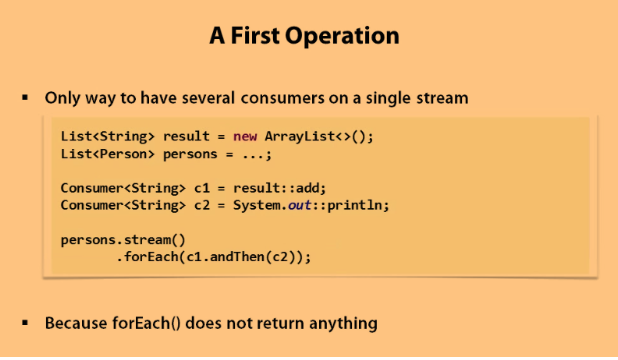 A First Operation
▪ Only way to have several consumers on a single stream
List<String> result = new ArrayList<>();
List<Person> persons = ...;
Consumer<String> c1 = result::add;
Consumer<String> c2 = System.out::println;
persons.stream()
.forEach(c1.andThen(c2));
▪ Because forEach() does not return anything